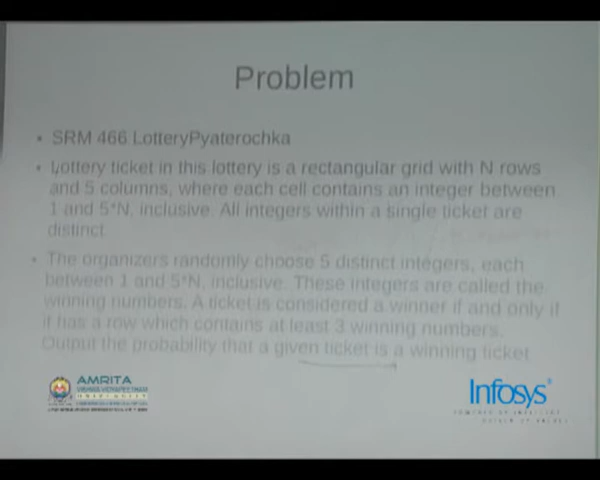 Problem
• SRM 466 LotteryPyaterochka
• Lottery ticket in this lottery is a rectangular grid with N rows
and 5 columns, where each cell contains an integer between
1 and 5*N, inclusive. All integers within a single ticket are
distinct.
• The organizers randomly choose 5 distinct integers, each
between 1 and 5*N, inclusive. These integers are called the
winning numbers. A ticket is considered a winner if and only if
it has a row which contains at least 3 winning numbers.
Output the probability that a given ticket is a winning ticket
AMRITA
Infosys®